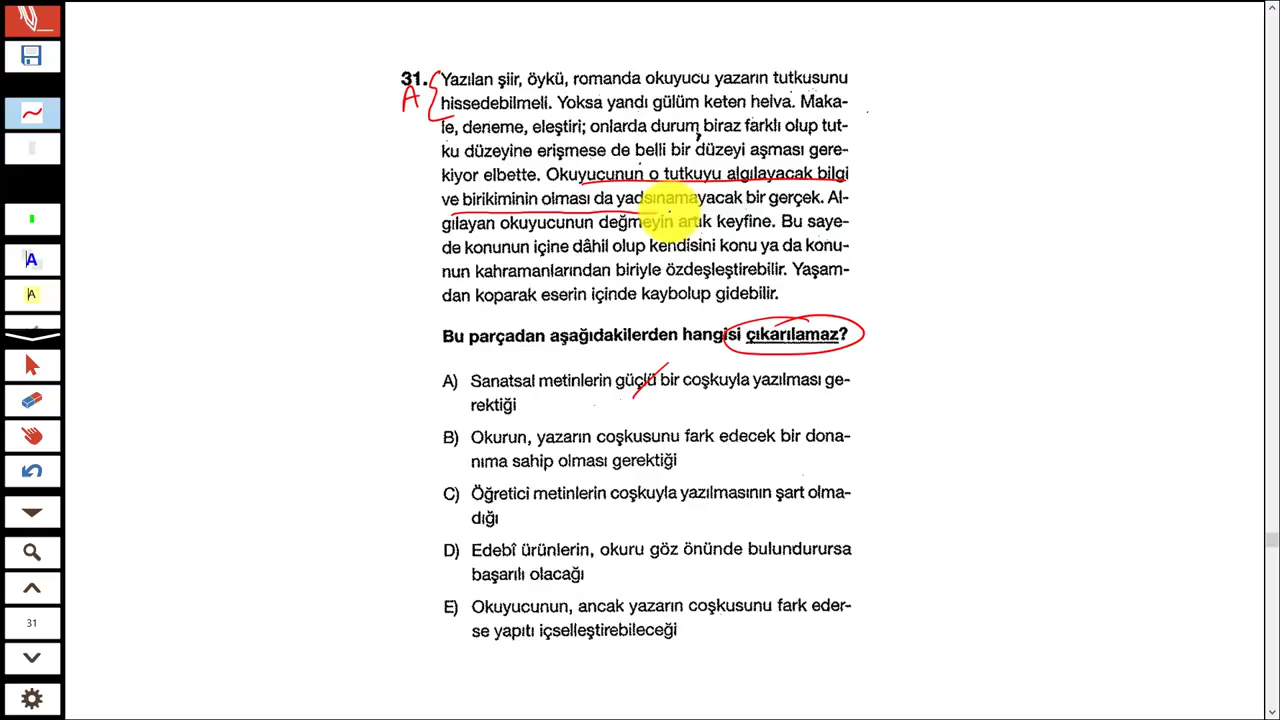 31. Yazılan şiir, öykü, romanda okuyucu yazarın tutkusunu
A hissedebilmeli. Yoksa yandı gülüm keten helva. Maka-
le, deneme, eleştiri; onlarda durum biraz farklı olup tut-
ku düzeyine erişmese de belli bir düzeyi aşması gere-
kiyor elbette. Okuyucunun o tutkuyu algılayacak bilgi
ve birikiminin olması da yadsınamayacak bir gerçek. Al-
gılayan okuyucunun değmeyin artık keyfine. Bu saye-
de konunun içine dâhil olup kendisini konu ya da konu-
nun kahramanlarından biriyle özdeşleştirebilir. Yaşam-
dan koparak eserin içinde kaybolup gidebilir.
Bu parçadan aşağıdakilerden hangisi çıkarılamaz?
A) Sanatsal metinlerin güçlü bir coşkuyla yazılması ge-
rektiği
B) Okurun, yazarın coşkusunu fark edecek bir dona-
nıma sahip olması gerektiği
C) Öğretici metinlerin coşkuyla yazılmasının şart olma-
dığı
D) Edebî ürünlerin, okuru göz önünde bulundurursa
başarılı olacağı
E) Okuyucunun, ancak yazarın coşkusunu fark eder-
se yapıtı içselleştirebileceği
A
A
31